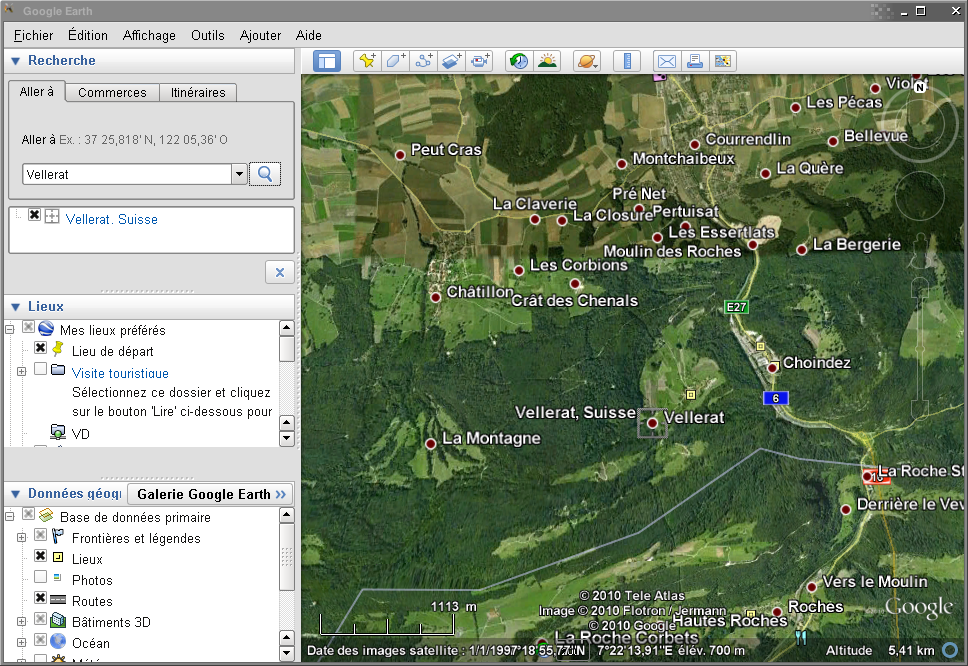 Google Earth
Fichier Édition Affichage Outils Ajouter Aide
Recherche
Aller à Commerces Itinéraires
Aller à Ex. : 37 25,818' N, 122 05,36' O
Vellerat
Vellerat, Suisse
Lieux
Mes lieux préférés
Lieu de départ
Visite touristique
Sélectionnez ce dossier et cliquez
sur le bouton 'Lire' ci-dessous pour
VD
Données géog
Galerie Google Earth »
Base de données primaire
Frontières et légendes
Lieux
Photos
Routes
Bâtiments 3D
Océan
Météo
N
Les Pécas
Bellevue
Courrendlin
Peut Cras
Montchaibeux
La Quère
Pré Net
La Claverie
La Closure
Pertuisat
Les Essertlats
La Bergerie
Moulin des Roches
Les Corbions
Châtillon
Crât des Chenals
E27
Choindez
6
Vellerat, Suisse
Vellerat
La Montagne
La Roche St
Derrière le Vev
Vers le Moulin
Roches
Hautes Roches
La Roche Corbets
1113 m
© 2010 Tele Atlas
Image © 2010 Flotron / Jermann
© 2010 Google
Google
Date des images satellite : 1/1/1997 7°22'13,91"E élév. 700 m Altitude 5,41 km